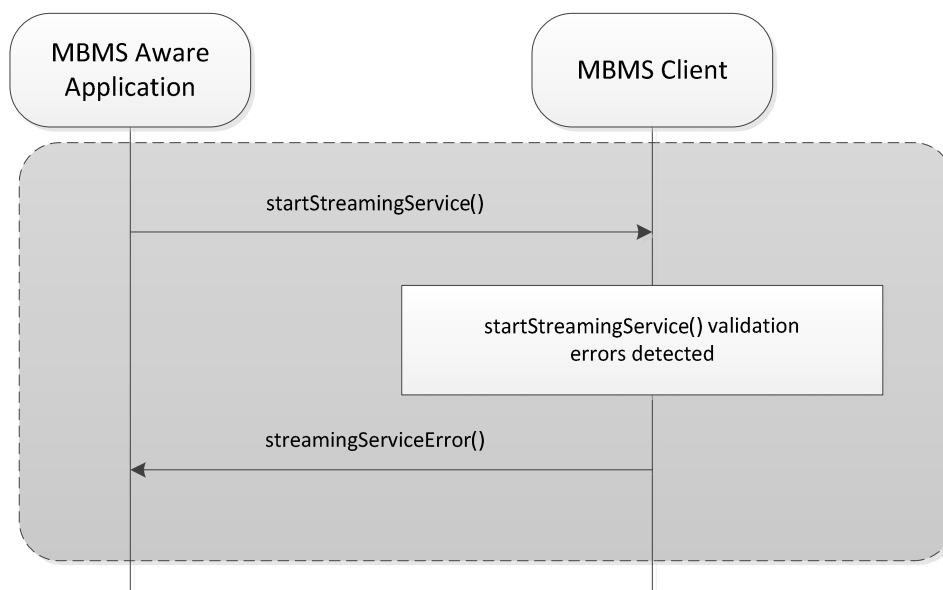 MBMS Aware
Application
MBMS Client
startStreamingService()
startStreamingService() validation
errors detected
streamingServiceError()